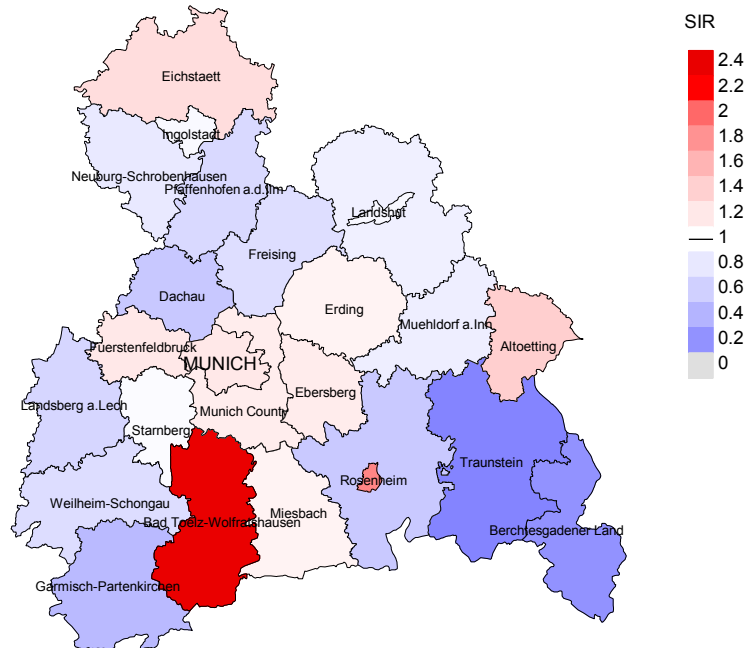 SIR
2.4
2.2
2
1.8
1.6
1.4
1.2
1
0.8
0.6
0.4
0.2
0
Eichstaett
Ingolstadt
Neuburg-Schrobenhausen
Pfaffenhofen a.d.Ilm
Landshut
Freising
Dachau
Erding
Muehldorf a.Inn
Altoetting
Fuerstenfeldbruck
MUNICH
Ebersberg
Landsberg a.Lech
Munich County
Starnberg
Traunstein
Rosenheim
Weilheim-Schongau
Miesbach
Bad Toelz-Wolfratshausen
Berchtesgadener Land
Garmisch-Partenkirchen